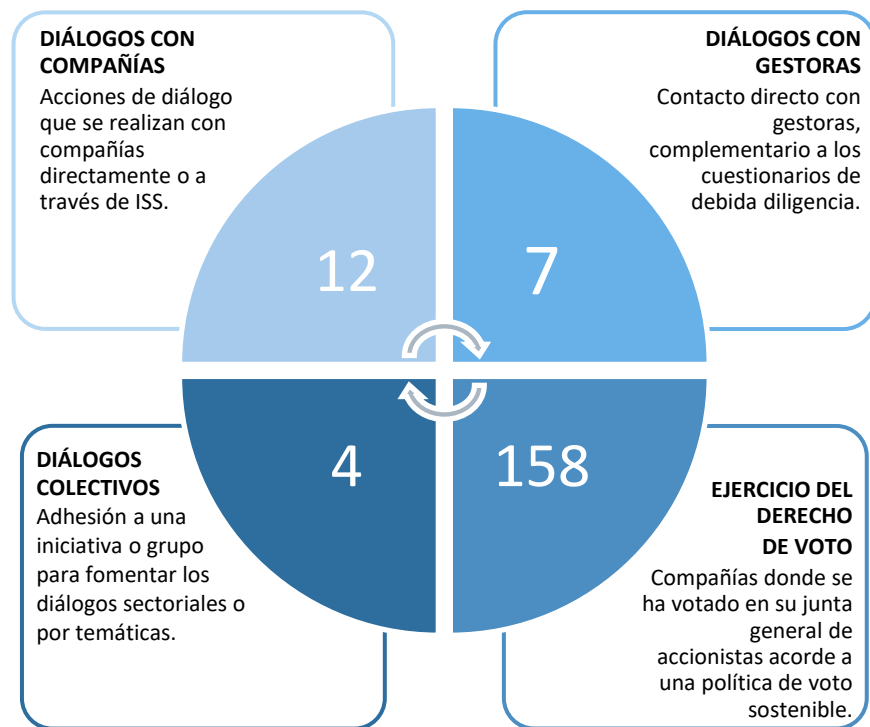 DIÁLOGOS CON
COMPAÑÍAS
Acciones de diálogo
que se realizan con
compañías
directamente o a
través de ISS.
12
DIÁLOGOS CON
GESTORAS
Contacto directo con
gestoras,
complementario a los
cuestionarios de
debida diligencia.
7
DIÁLOGOS
COLECTIVOS
Adhesión a una
iniciativa o grupo
para fomentar los
diálogos sectoriales o
por temáticas.
4
158
EJERCICIO DEL
DERECHO
DE VOTO
Compañías donde se
ha votado en su junta
general de
accionistas acorde a
una política de voto
sostenible.